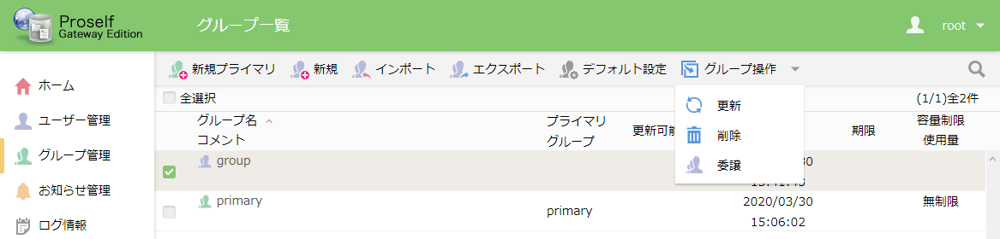 Proself
Gateway Edition
グループ一覧
root
新規プライマリ
新規
インポート
エクスポート
デフォルト設定
グループ操作
ホーム
ユーザー管理
グループ管理
お知らせ管理
ログ情報
全選択
(1/1)全2件
グループ名
コメント
プライマリ
グループ
更新可能
期限
容量制限
使用量
更新
削除
委譲
group
30
primary
primary
2020/03/30
15:06:02
無制限